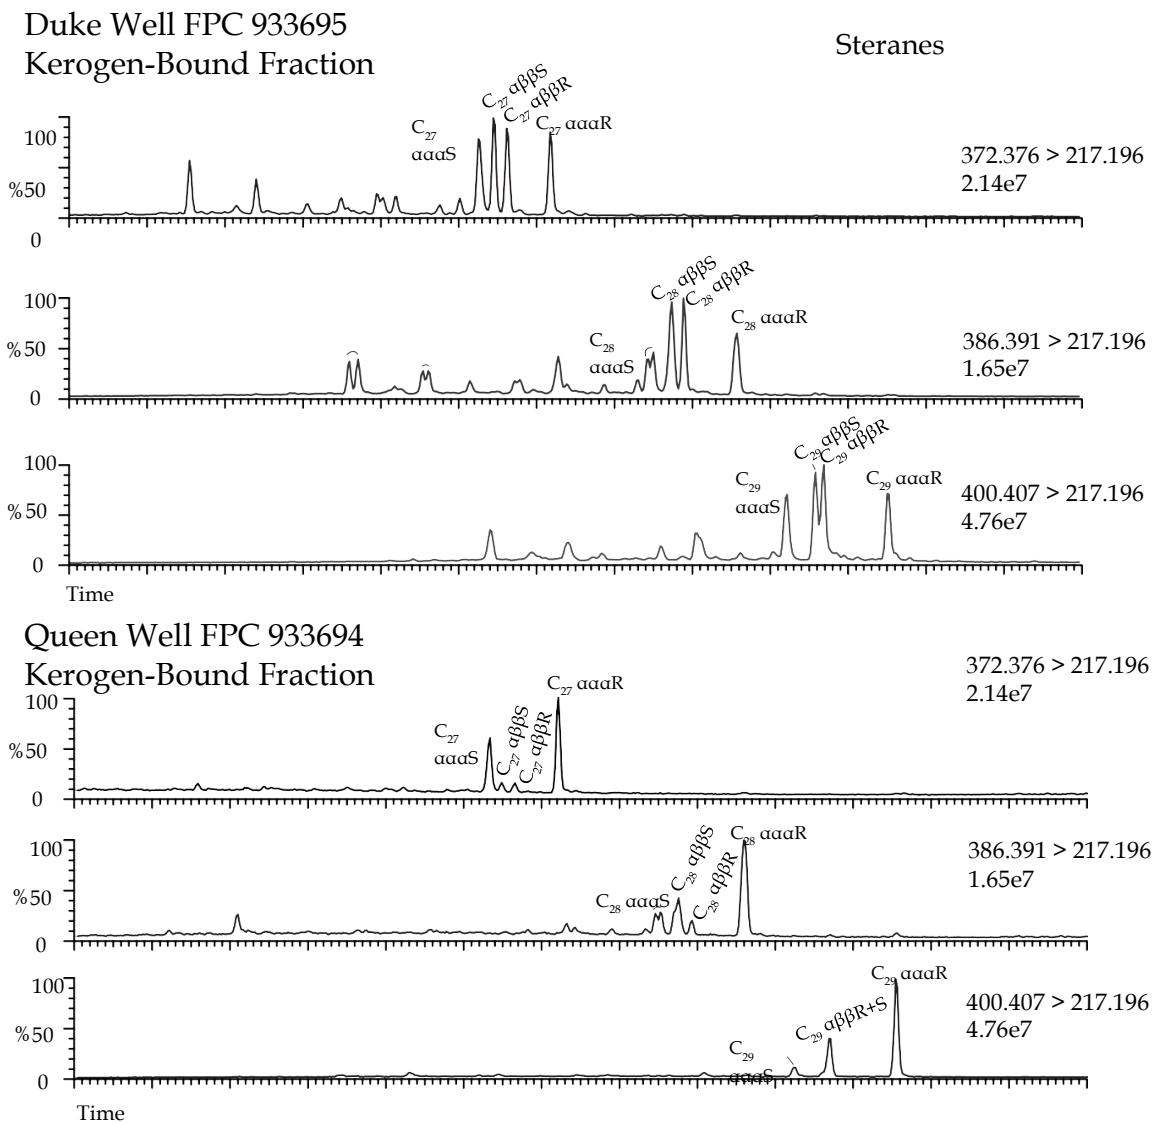 Duke Well FPC 933695
Kerogen-Bound Fraction
Steranes
C27 αββS
C27 αββR
C27 αααR
C27
αααS
100
%50
0
372.376 > 217.196
2.14e7
C28 αββS
C28 αββR
C28 αααR
C28
αααS
100
%50
0
386.391 > 217.196
1.65e7
C29 αββS
C29 αββR
C29 αααR
C29
αααS
100
%50
0
400.407 > 217.196
4.76e7
Time
Queen Well FPC 933694
Kerogen-Bound Fraction
372.376 > 217.196
2.14e7
C27 αααR
C27
αααS
C27 αββS
C27 αββR
100
%50
0
C28 αααR
C28 αααS
C28 αββS
C28 αββR
100
%50
0
386.391 > 217.196
1.65e7
C29 αααR
C29 αββR+S
C29
αααS
100
%50
0
400.407 > 217.196
4.76e7
Time